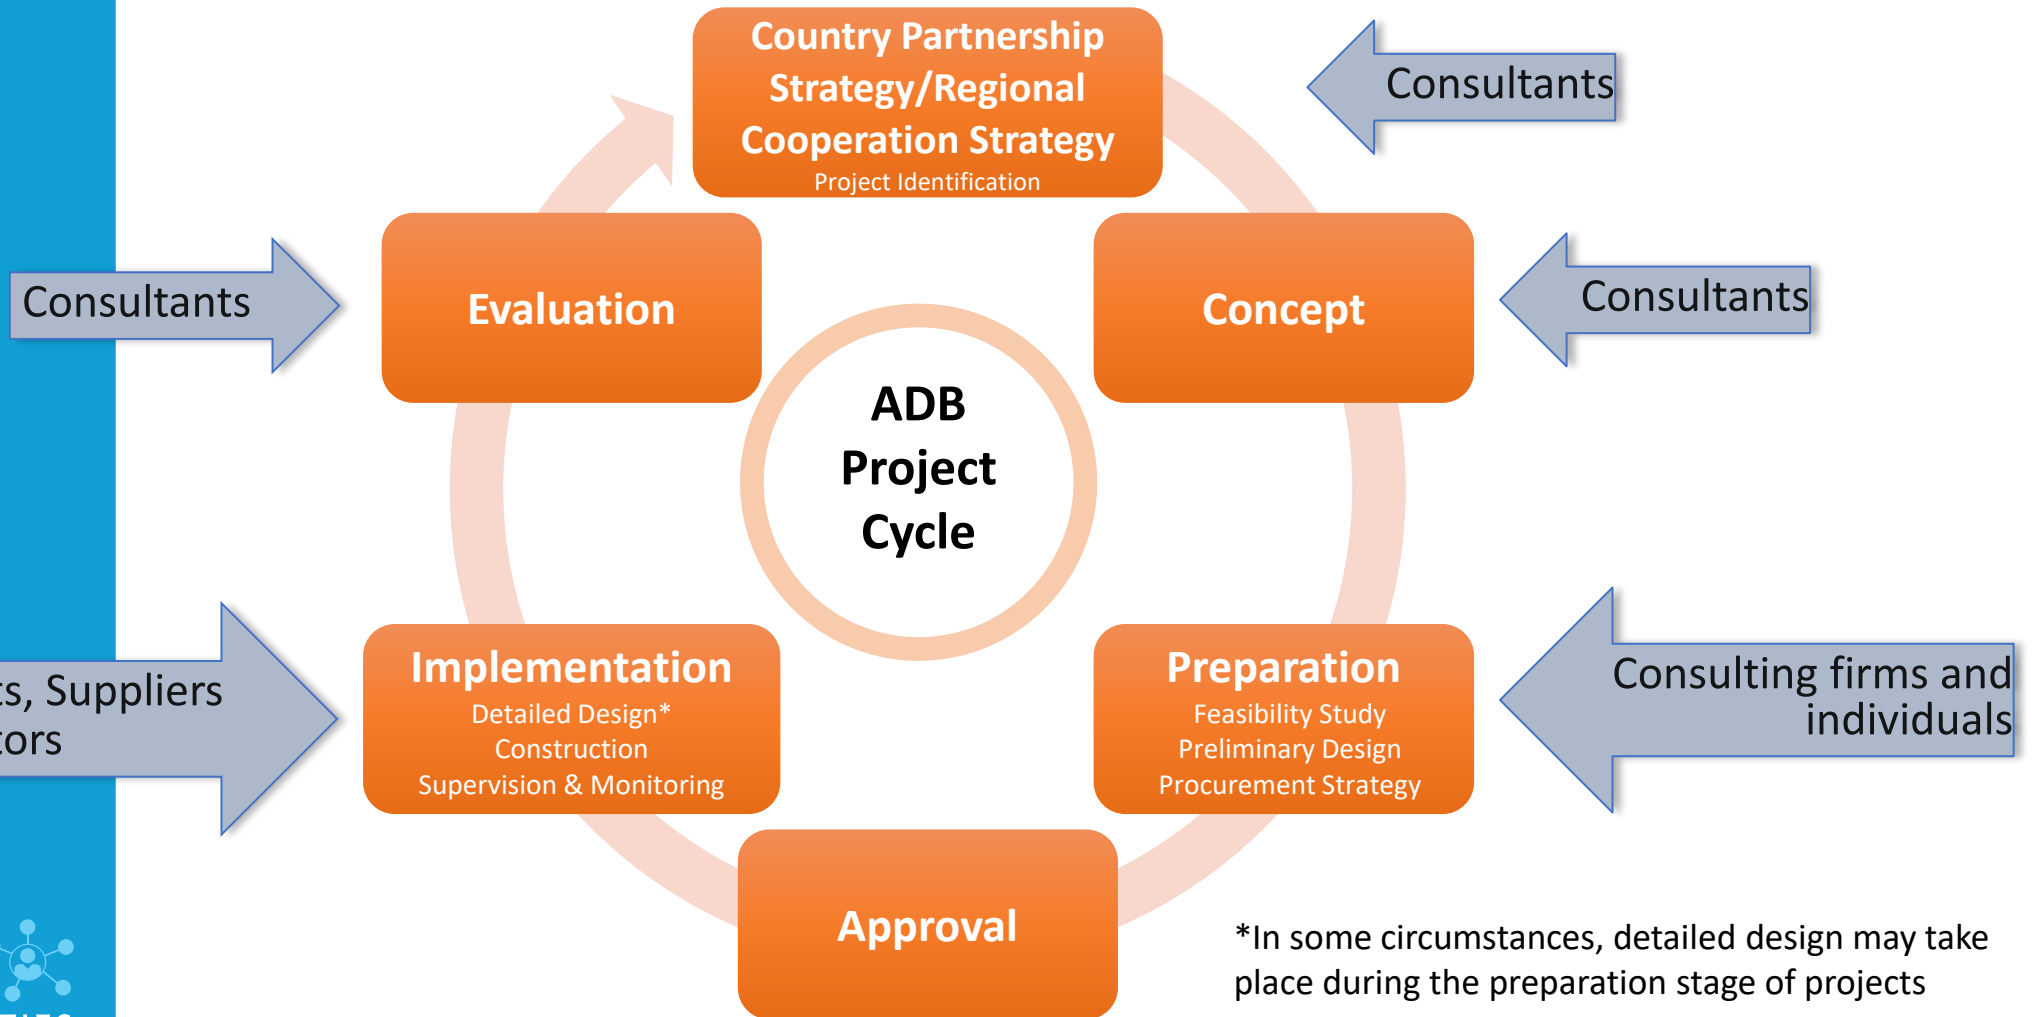 Country Partnership
Strategy/Regional
Cooperation Strategy
Project Identification
Consultants
Consultants
Evaluation
Concept
Consultants
ADB
Project
Cycle
Implementation
Detailed Design*
Construction
Supervision & Monitoring
Suppliers
Preparation
Feasibility Study
Preliminary Design
Procurement Strategy
Consulting firms and
individuals
Approval
*In some circumstances, detailed design may take
place during the preparation stage of projects